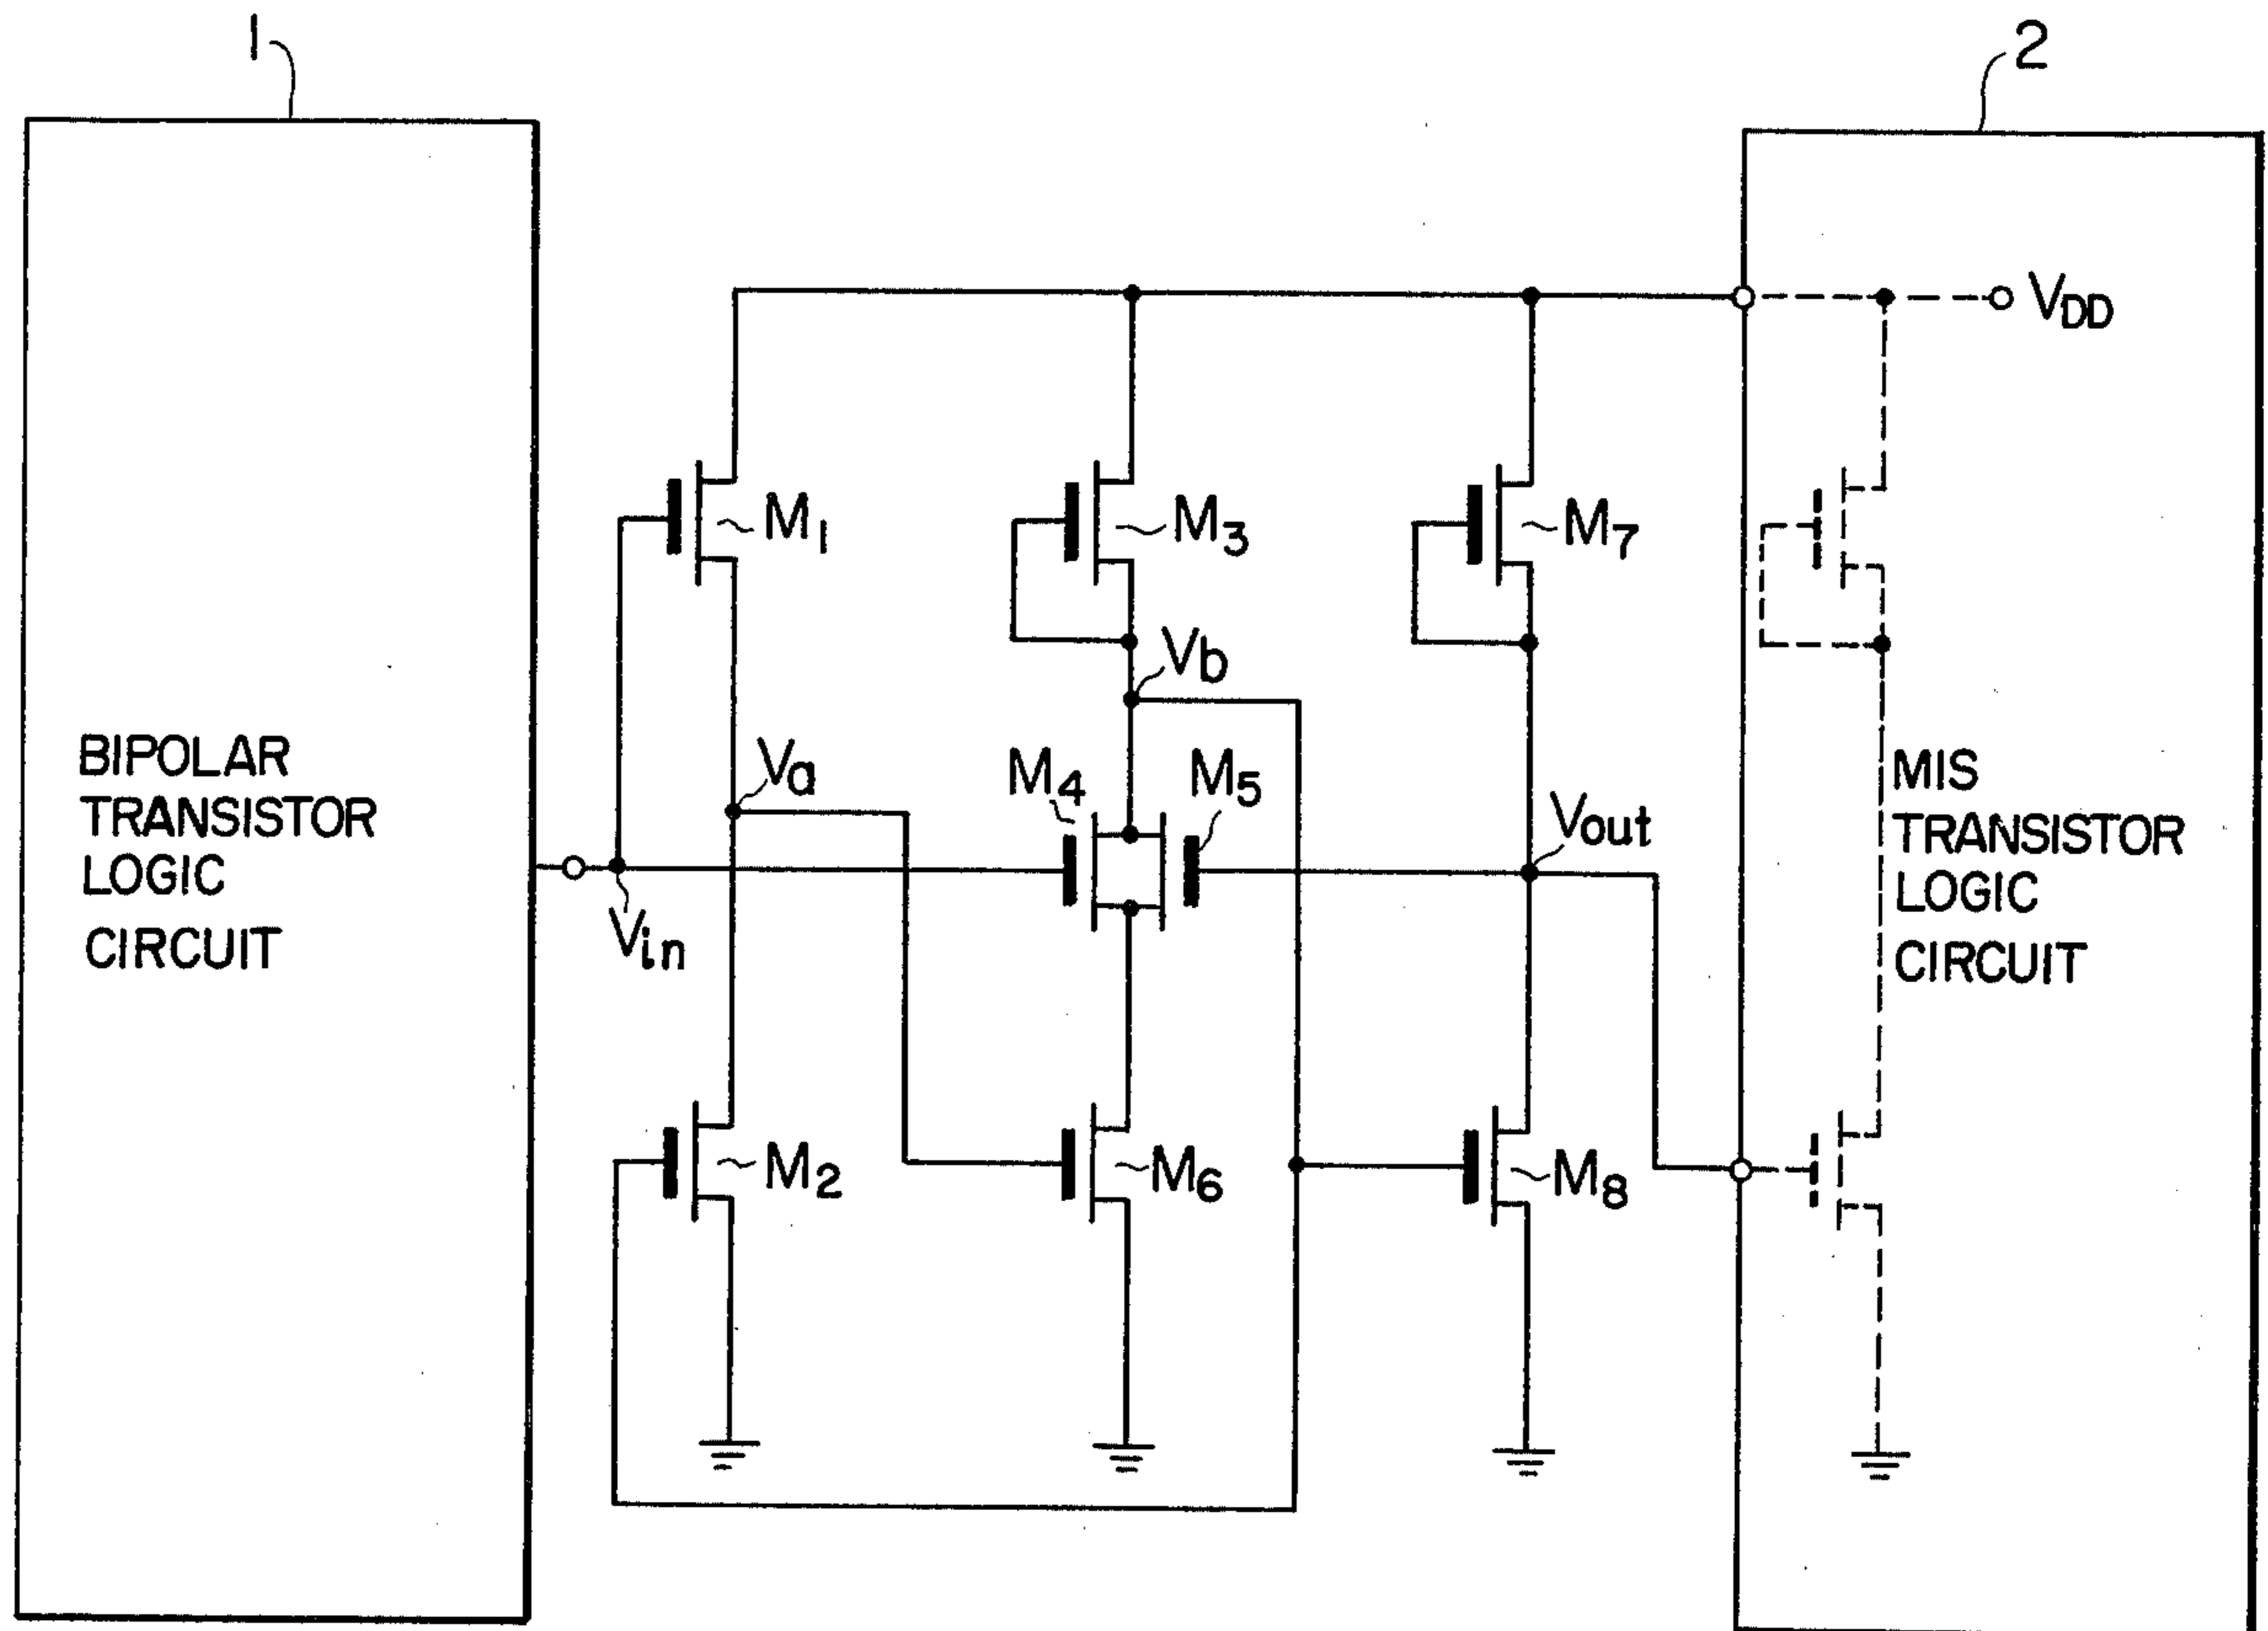 1
2
VDD
M1
M3
M7
Vb
BIPOLAR
TRANSISTOR
LOGIC
CIRCUIT
Va
M4
M5
Vout
MIS
TRANSISTOR
LOGIC
CIRCUIT
Vin
M2
M6
M8